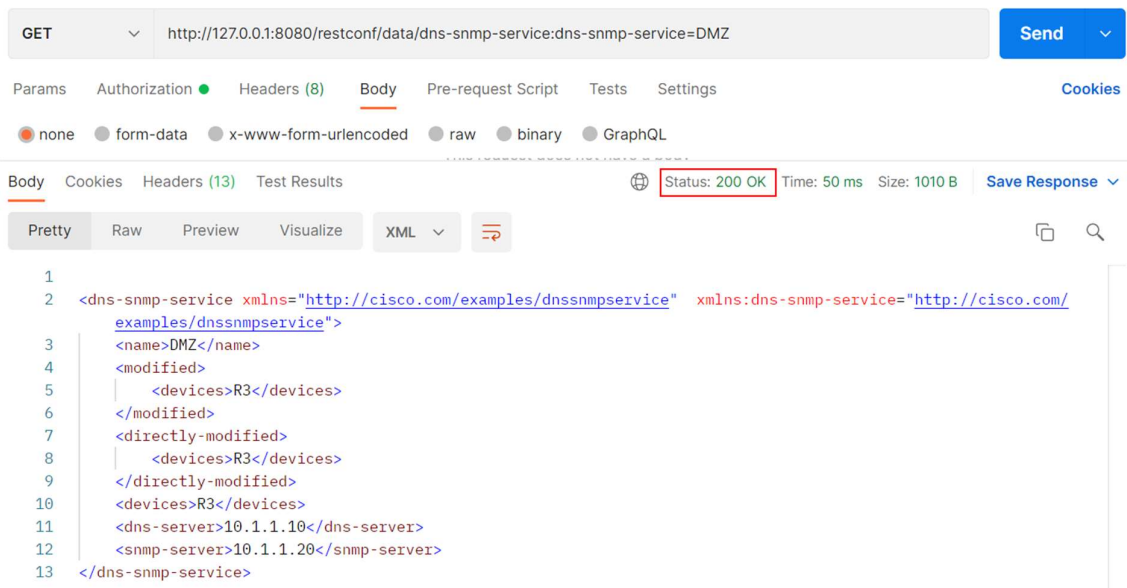 GET http://127.0.0.1:8080/restconf/data/dns-snmp-service:dns-snmp-service=DMZ Send
Params Authorization Headers (8) Body Pre-request Script Tests Settings Cookies
none form-data x-www-form-urlencoded raw binary GraphQL
This request does not have a body
Body Cookies Headers (13) Test Results Status: 200 OK Time: 50 ms Size: 1010 B Save Response
Pretty Raw Preview Visualize XML
1
2 <dns-snmp-service xmlns="http://cisco.com/examples/dnssnmpservice" xmlns:dns-snmp-service="http://cisco.com/
examples/dnssnmpservice">
3 <name>DMZ</name>
4 <modified>
5 <devices>R3</devices>
6 </modified>
7 <directly-modified>
8 <devices>R3</devices>
9 </directly-modified>
10 <devices>R3</devices>
11 <dns-server>10.1.1.10</dns-server>
12 <snmp-server>10.1.1.20</snmp-server>
13 </dns-snmp-service>